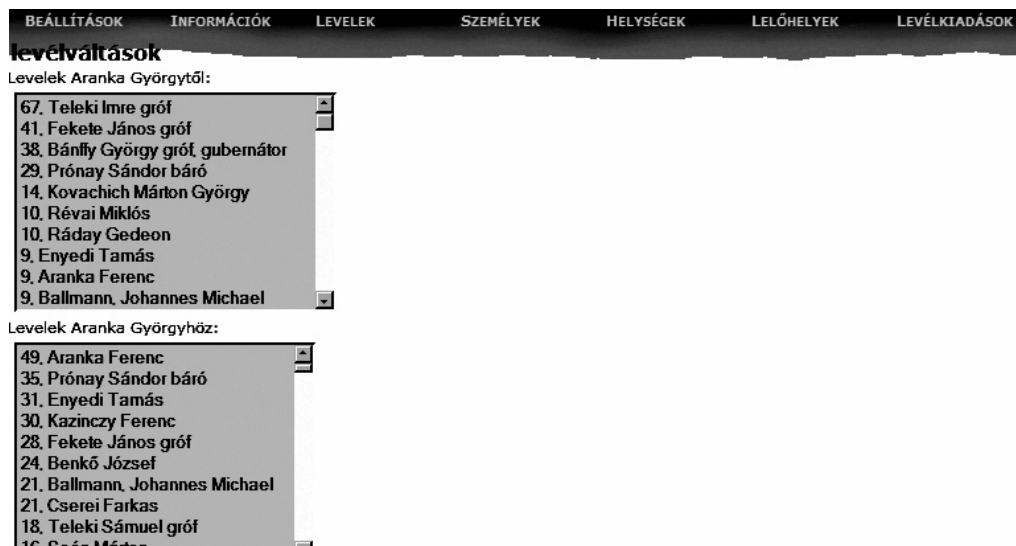 BEÁLLÍTÁSOK INFORMÁCIÓK LEVELEK SZEMÉLYEK HELYSÉGEK LELŐHELYEK LEVÉLKIADÁSOK
levélváltások
Levelek Aranka Györgytől:
67, Teleki Imre gróf
41, Fekete János gróf
38, Bánffy György gróf, gubernátor
29, Prónay Sándor báró
14, Kovachich Márton György
10, Révai Miklós
10, Ráday Gedeon
9, Enyedi Tamás
9, Aranka Ferenc
9, Ballmann, Johannes Michael
Levelek Aranka Györgyhöz:
49, Aranka Ferenc
35, Prónay Sándor báró
31, Enyedi Tamás
30, Kazinczy Ferenc
28, Fekete János gróf
24, Benkő József
21, Ballmann, Johannes Michael
21, Cserei Farkas
18, Teleki Sámuel gróf